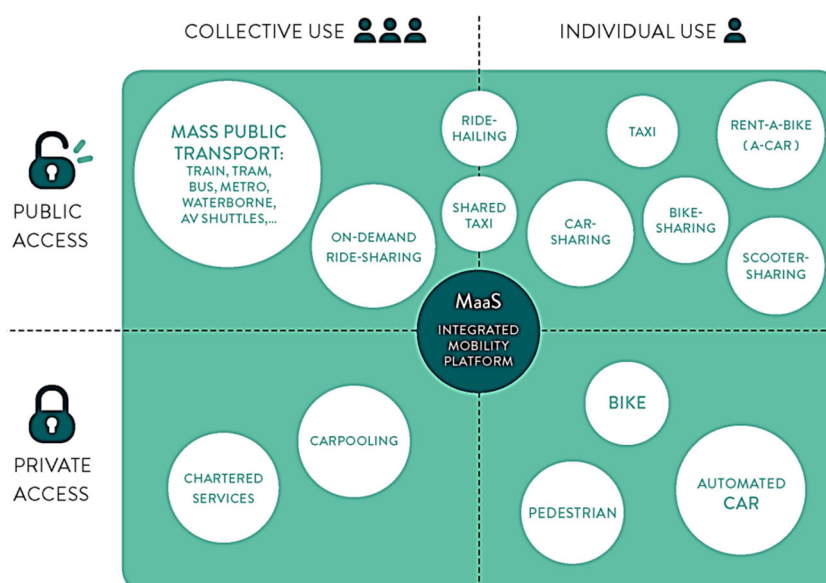 COLLECTIVE USE
INDIVIDUAL USE
PUBLIC
ACCESS
MASS PUBLIC
TRANSPORT:
TRAIN, TRAM,
BUS, METRO,
WATERBORNE,
AV SHUTTLES,...
ON-DEMAND
RIDE-SHARING
RIDE-
HAILING
SHARED
TAXI
TAXI
RENT-A-BIKE
(A-CAR)
CAR-
SHARING
BIKE-
SHARING
SCOOTER-
SHARING
MaaS
INTEGRATED
MOBILITY
PLATFORM
PRIVATE
ACCESS
CHARTERED
SERVICES
CARPOOLING
BIKE
PEDESTRIAN
AUTOMATED
CAR